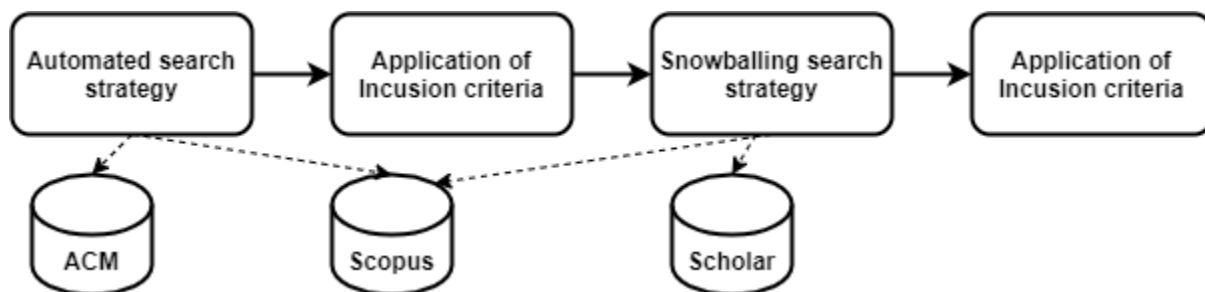 Automated search
strategy
Application of
Incusion criteria
Snowballing search
strategy
Application of
Incusion criteria
ACM
Scopus
Scholar